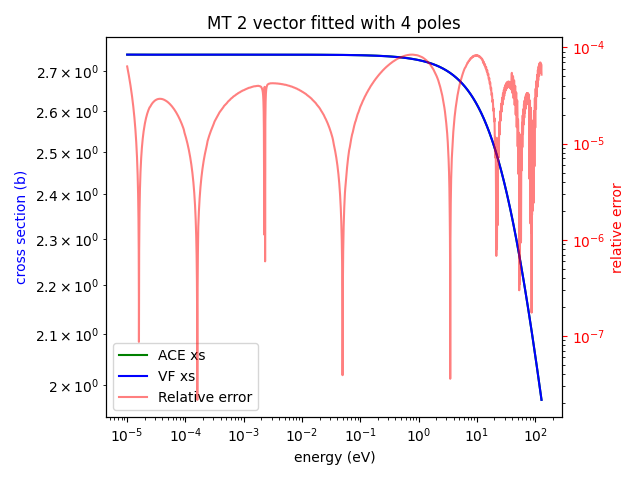 MT 2 vector fitted with 4 poles
cross section (b)
2.7 × 10⁰
2.6 × 10⁰
2.5 × 10⁰
2.4 × 10⁰
2.3 × 10⁰
2.2 × 10⁰
2.1 × 10⁰
2 × 10⁰
ACE xs
VF xs
Relative error
10⁻⁴
10⁻⁵
10⁻⁶
10⁻⁷
relative error
10⁻⁵ 10⁻⁴ 10⁻³ 10⁻² 10⁻¹ 10⁰ 10¹ 10²
energy (eV)